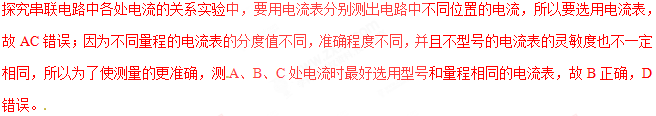 探究串联电路中各处电流的关系实验中，要用电流表分别测出电路中不同位置的电流，所以要选用电流表，
故 AC 错误；因为不同量程的电流表的分度值不同，准确程度不同，并且不型号的电流表的灵敏度也不一定
相同，所以为了使测量的更准确，测.A、B、C 处电流时最好选用型号和量程相同的电流表，故 B 正确，D
错误。.